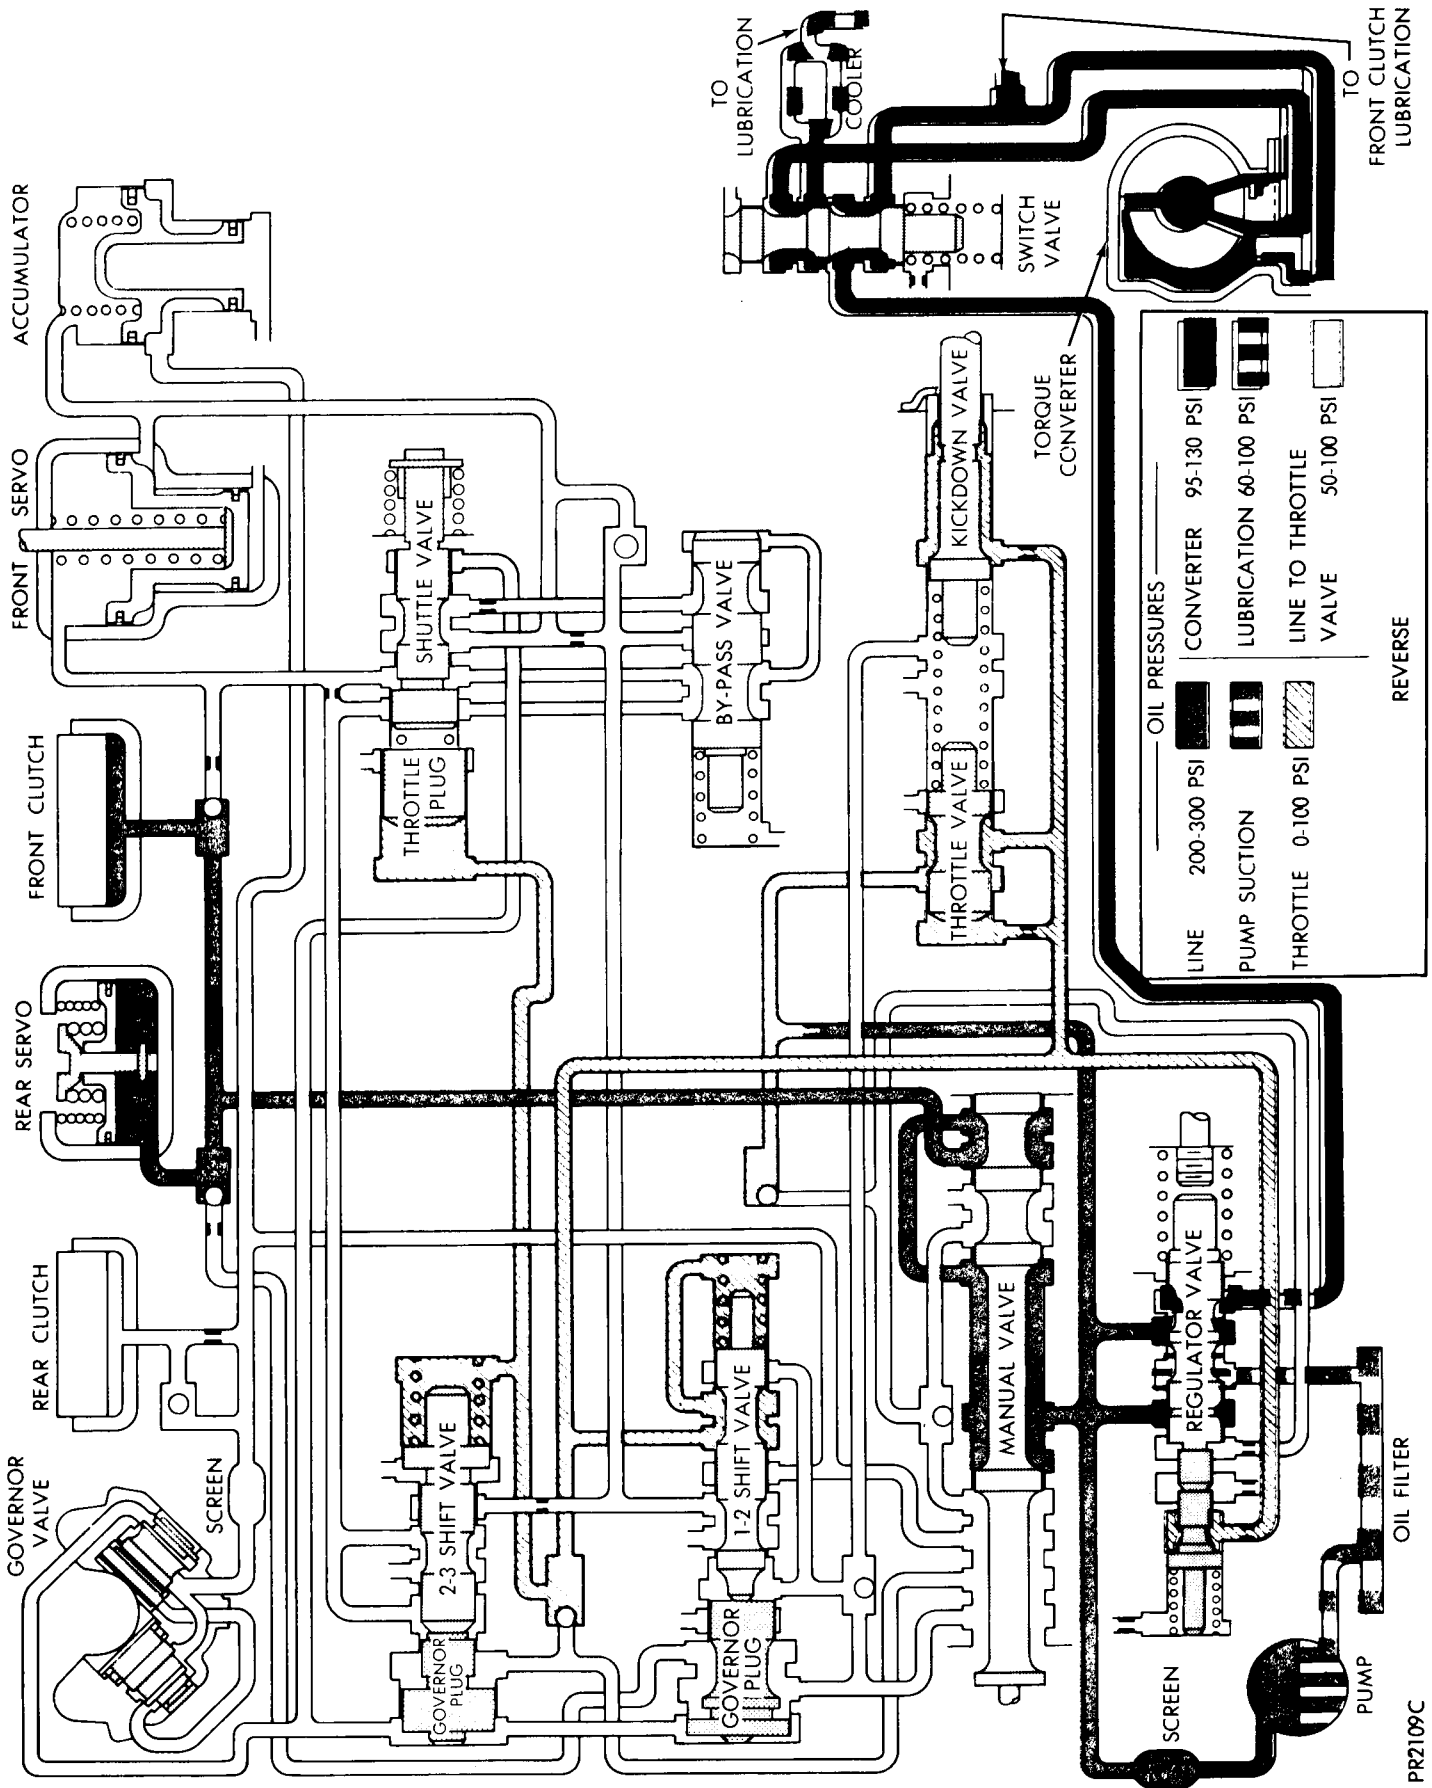 GOVERNOR
VALVE
REAR CLUTCH
REAR SERVO
FRONT CLUTCH
FRONT SERVO
ACCUMULATOR
SCREEN
2-3 SHIFT VALVE
GOVERNOR
PLUG
THROTTLE
PLUG
SHUTTLE VALVE
BY-PASS VALVE
1-2 SHIFT VALVE
GOVERNOR
PLUG
TO
LUBRICATION
COOLER
SWITCH
VALVE
MANUAL VALVE
THROTTLE VALVE
KICKDOWN VALVE
TORQUE
CONVERTER
TO
FRONT CLUTCH
LUBRICATION
REGULATOR VALVE
SCREEN
PUMP
OIL FILTER
OIL PRESSURES
LINE 200-300 PSI
PUMP SUCTION
THROTTLE 0-100 PSI
CONVERTER 95-130 PSI
LUBRICATION 60-100 PSI
LINE TO THROTTLE
VALVE 50-100 PSI
REVERSE
PR2109C